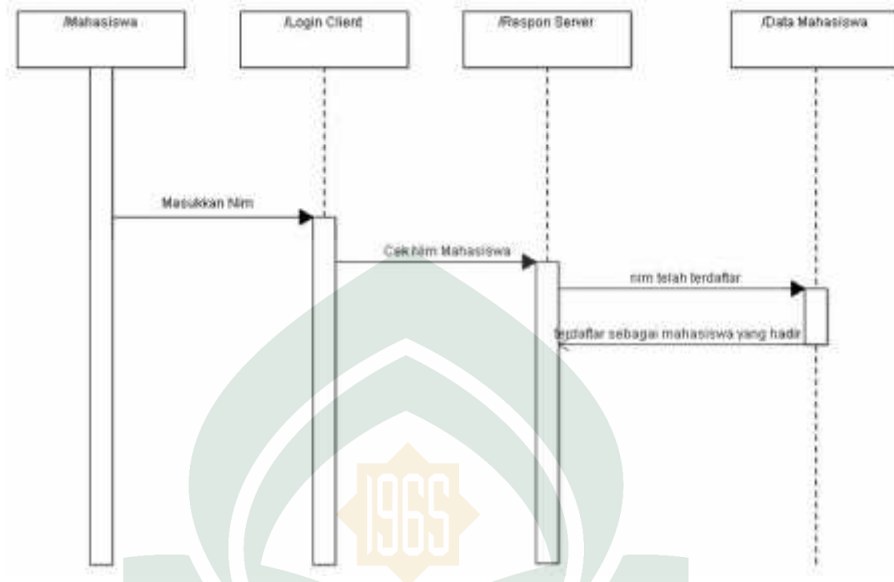 /Mahasiswa
/Login Client
/Respon Server
/Data Mahasiswa
Masukkan Nim
Cek Nim Mahasiswa
nim telah terdaftar
terdaftar sebagai mahasiswa yang hadir
1965